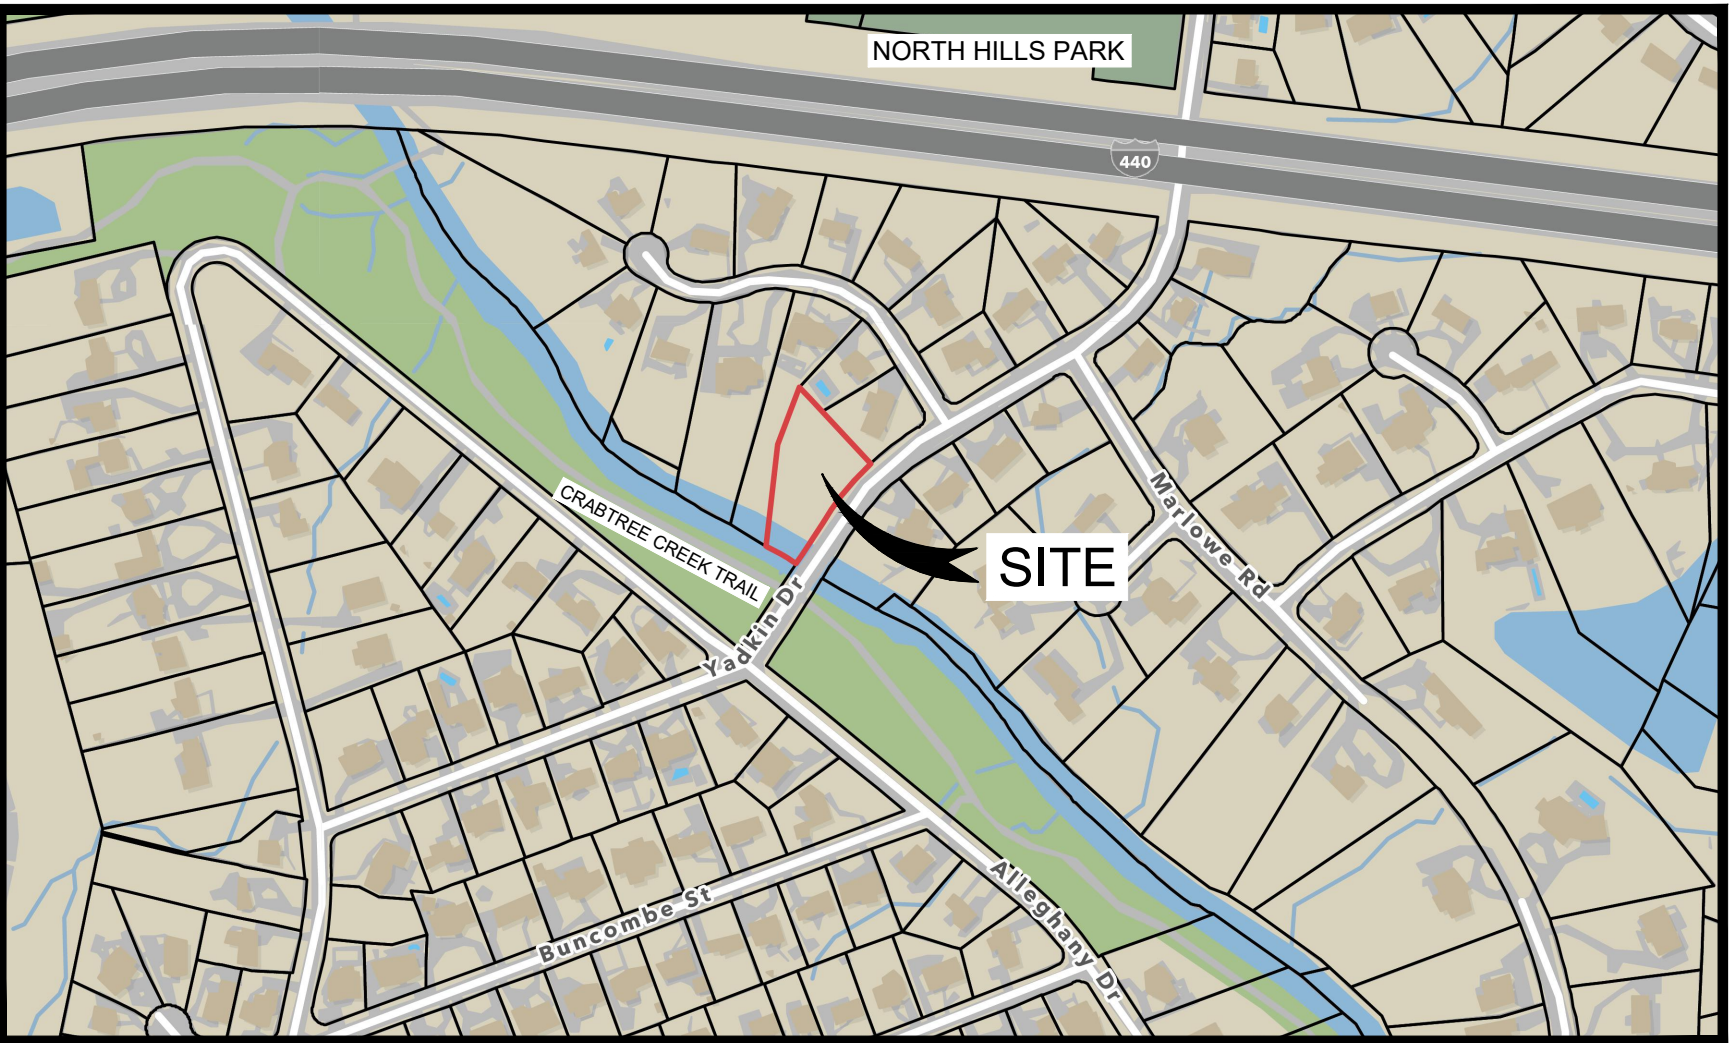 NORTH HILLS PARK
440
CRABTREE CREEK TRAIL
Marlowe Rd
SITE
Yadkin Dr
Buncombe St
Alleghany Dr